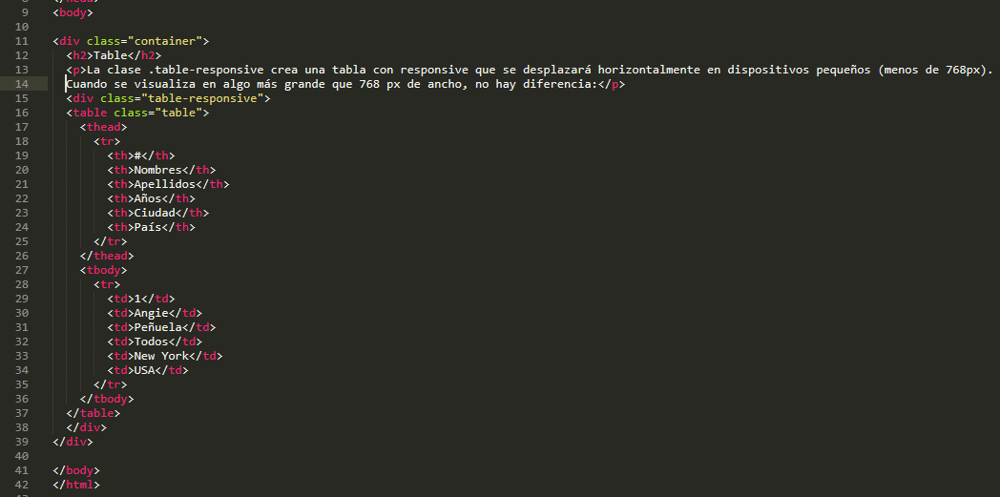 8 </head>
9 <body>
10
11 <div class="container">
12 <h2>Table</h2>
13 <p>La clase .table-responsive crea una tabla con responsive que se desplazará horizontalmente en dispositivos pequeños (menos de 768px).
14 Cuando se visualiza en algo más grande que 768 px de ancho, no hay diferencia:</p>
15 <div class="table-responsive">
16 <table class="table">
17 <thead>
18 <tr>
19 <th>#</th>
20 <th>Nombres</th>
21 <th>Apellidos</th>
22 <th>Años</th>
23 <th>Ciudad</th>
24 <th>País</th>
25 </tr>
26 </thead>
27 <tbody>
28 <tr>
29 <td>1</td>
30 <td>Angie</td>
31 <td>Peñuela</td>
32 <td>Todos</td>
33 <td>New York</td>
34 <td>USA</td>
35 </tr>
36 </tbody>
37 </table>
38 </div>
39 </div>
40
41 </body>
42 </html>